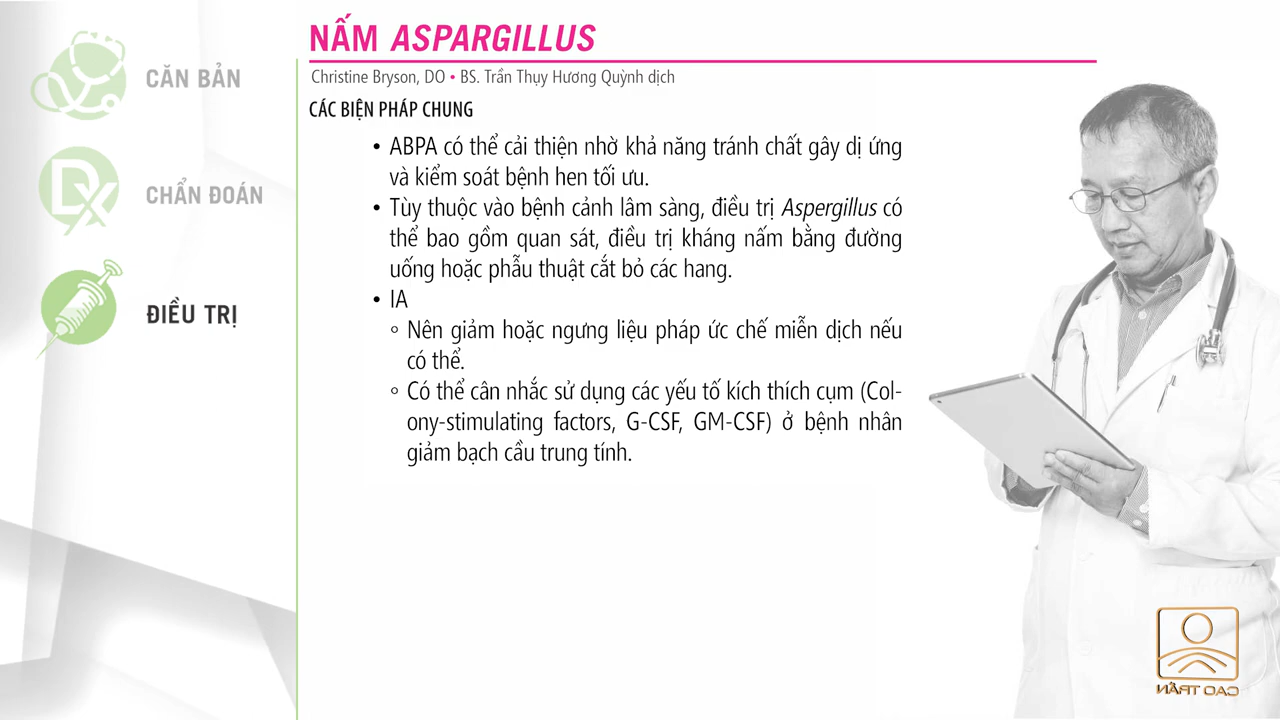 NẤM ASPARGILLUS
Christine Bryson, DO • BS. Trần Thụy Hương Quỳnh dịch
CĂN BẢN
CHẨN ĐOÁN
ĐIỀU TRỊ
CÁC BIỆN PHÁP CHUNG
• ABPA có thể cải thiện nhờ khả năng tránh chất gây dị ứng
và kiểm soát bệnh hen tối ưu.
• Tùy thuộc vào bệnh cảnh lâm sàng, điều trị Aspergillus có
thể bao gồm quan sát, điều trị kháng nấm bằng đường
uống hoặc phẫu thuật cắt bỏ các hang.
• IA
◦ Nên giảm hoặc ngưng liệu pháp ức chế miễn dịch nếu
có thể.
◦ Có thể cân nhắc sử dụng các yếu tố kích thích cụm (Col-
ony-stimulating factors, G-CSF, GM-CSF) ở bệnh nhân
giảm bạch cầu trung tính.
CAO TRẦN